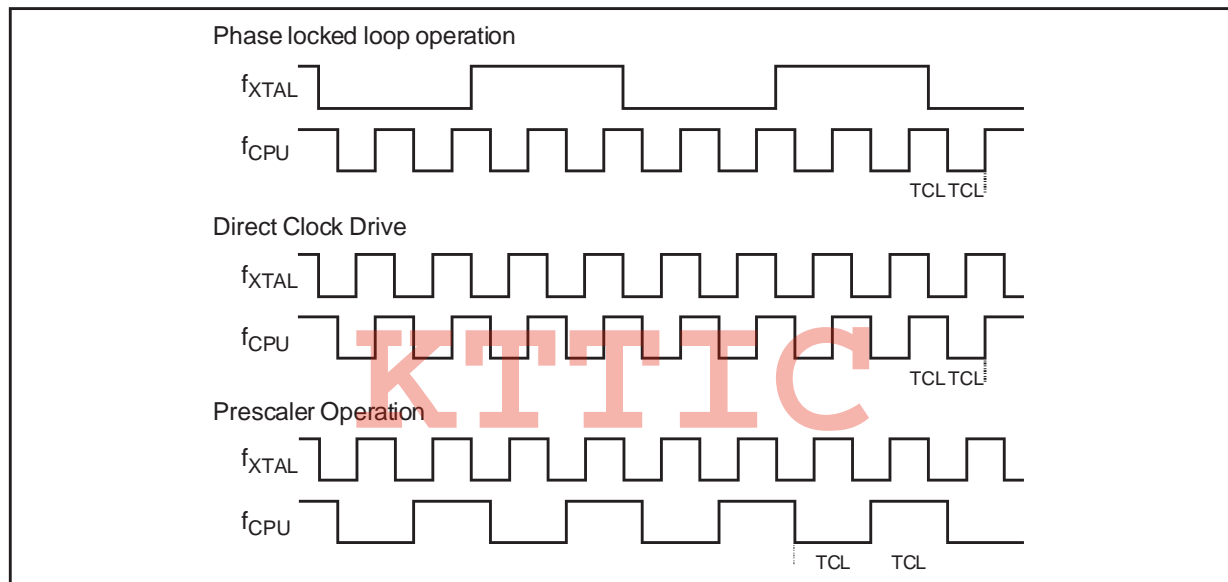 Phase locked loop operation
fXTAL
fCPU
TCL TCL
Direct Clock Drive
fXTAL
fCPU
TCL TCL
KTTIC
Prescaler Operation
fXTAL
fCPU
TCL TCL